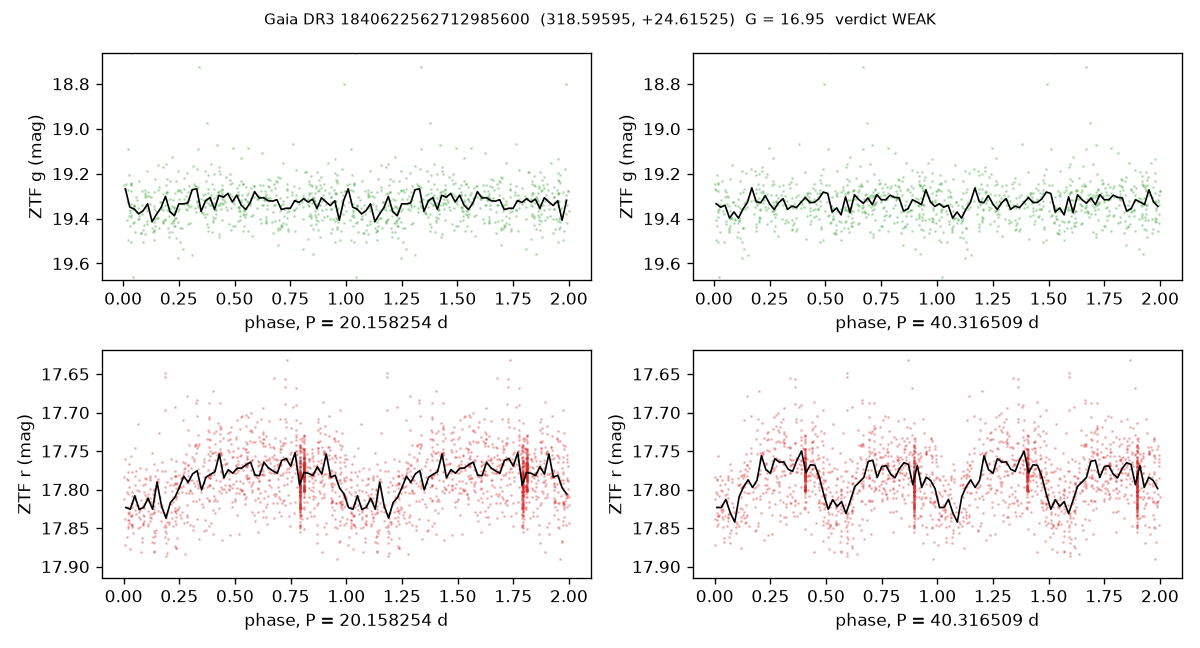 Gaia DR3 1840622562712985600 (318.59595, +24.61525) G = 16.95 verdict WEAK
ZTF g (mag)
18.8
19.0
19.2
19.4
19.6
0.00 0.25 0.50 0.75 1.00 1.25 1.50 1.75 2.00
phase, P = 20.158254 d
ZTF g (mag)
18.8
19.0
19.2
19.4
19.6
0.00 0.25 0.50 0.75 1.00 1.25 1.50 1.75 2.00
phase, P = 40.316509 d
ZTF r (mag)
17.65
17.70
17.75
17.80
17.85
17.90
0.00 0.25 0.50 0.75 1.00 1.25 1.50 1.75 2.00
phase, P = 20.158254 d
ZTF r (mag)
17.65
17.70
17.75
17.80
17.85
17.90
0.00 0.25 0.50 0.75 1.00 1.25 1.50 1.75 2.00
phase, P = 40.316509 d